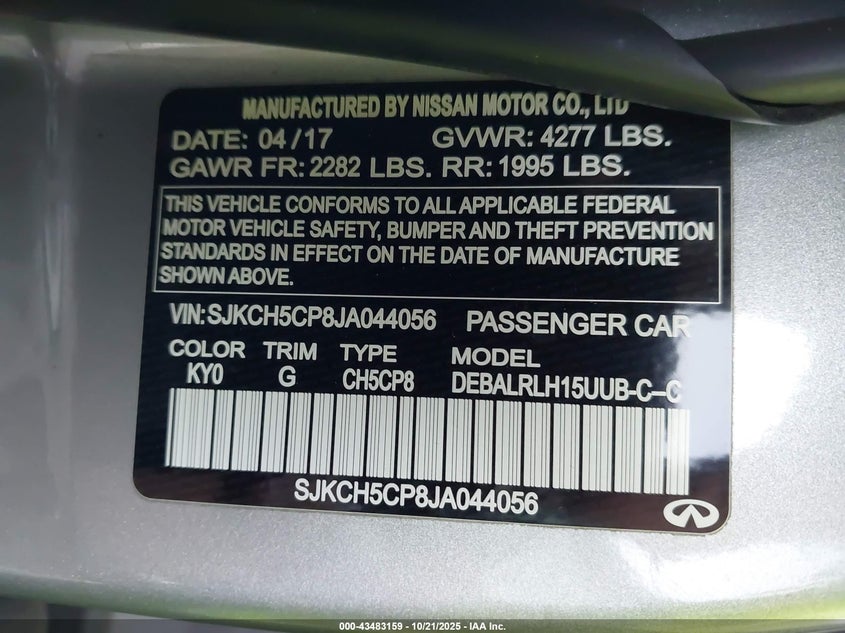 MANUFACTURED BY NISSAN MOTOR CO., LTD
DATE: 04/17 GVWR: 4277 LBS.
GAWR FR: 2282 LBS. RR: 1995 LBS.
THIS VEHICLE CONFORMS TO ALL APPLICABLE FEDERAL
MOTOR VEHICLE SAFETY, BUMPER AND THEFT PREVENTION
STANDARDS IN EFFECT ON THE DATE OF MANUFACTURE
SHOWN ABOVE.
VIN: SJKCH5CP8JA044056 PASSENGER CAR
COLOR TRIM TYPE MODEL
KY0 G CH5CP8 DEBALRLH15UUB-C–C
SJKCH5CP8JA044056
000-43483159 - 10/21/2025 - IAA Inc.